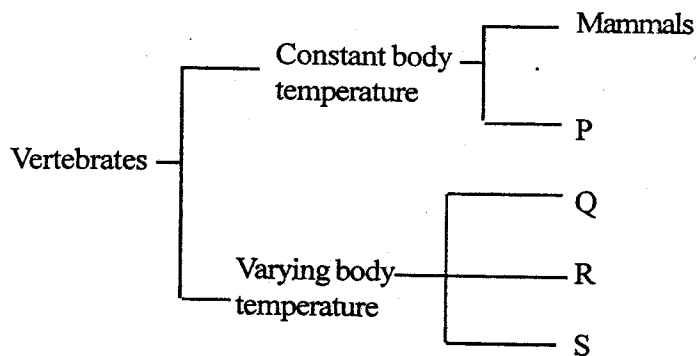 Mammals
Constant body
temperature
P
Vertebrates
Q
Varying body
temperature
R
S